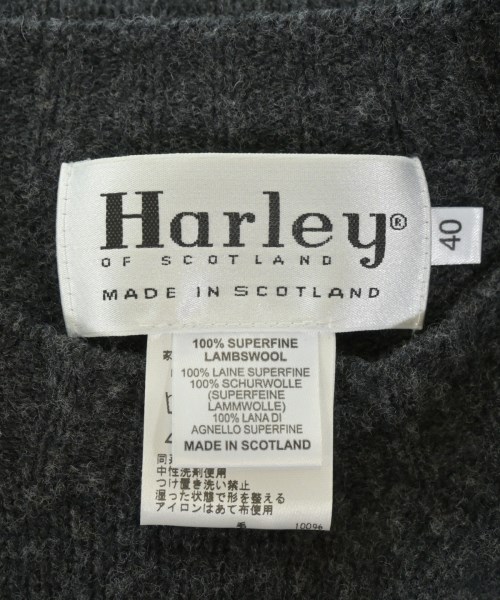 Harley®
OF SCOTLAND
MADE IN SCOTLAND
40
100% SUPERFINE
LAMBSWOOL
100% LAINE SUPERFINE
100% SCHURWOLLE
(SUPERFEINE
LAMMWOLLE)
100% LANA DI
AGNELLO SUPERFINE
MADE IN SCOTLAND
家
中性洗剤使用
つけ置き洗い禁止
湿った状態で形を整える
アイロンはあて布使用
毛 100%